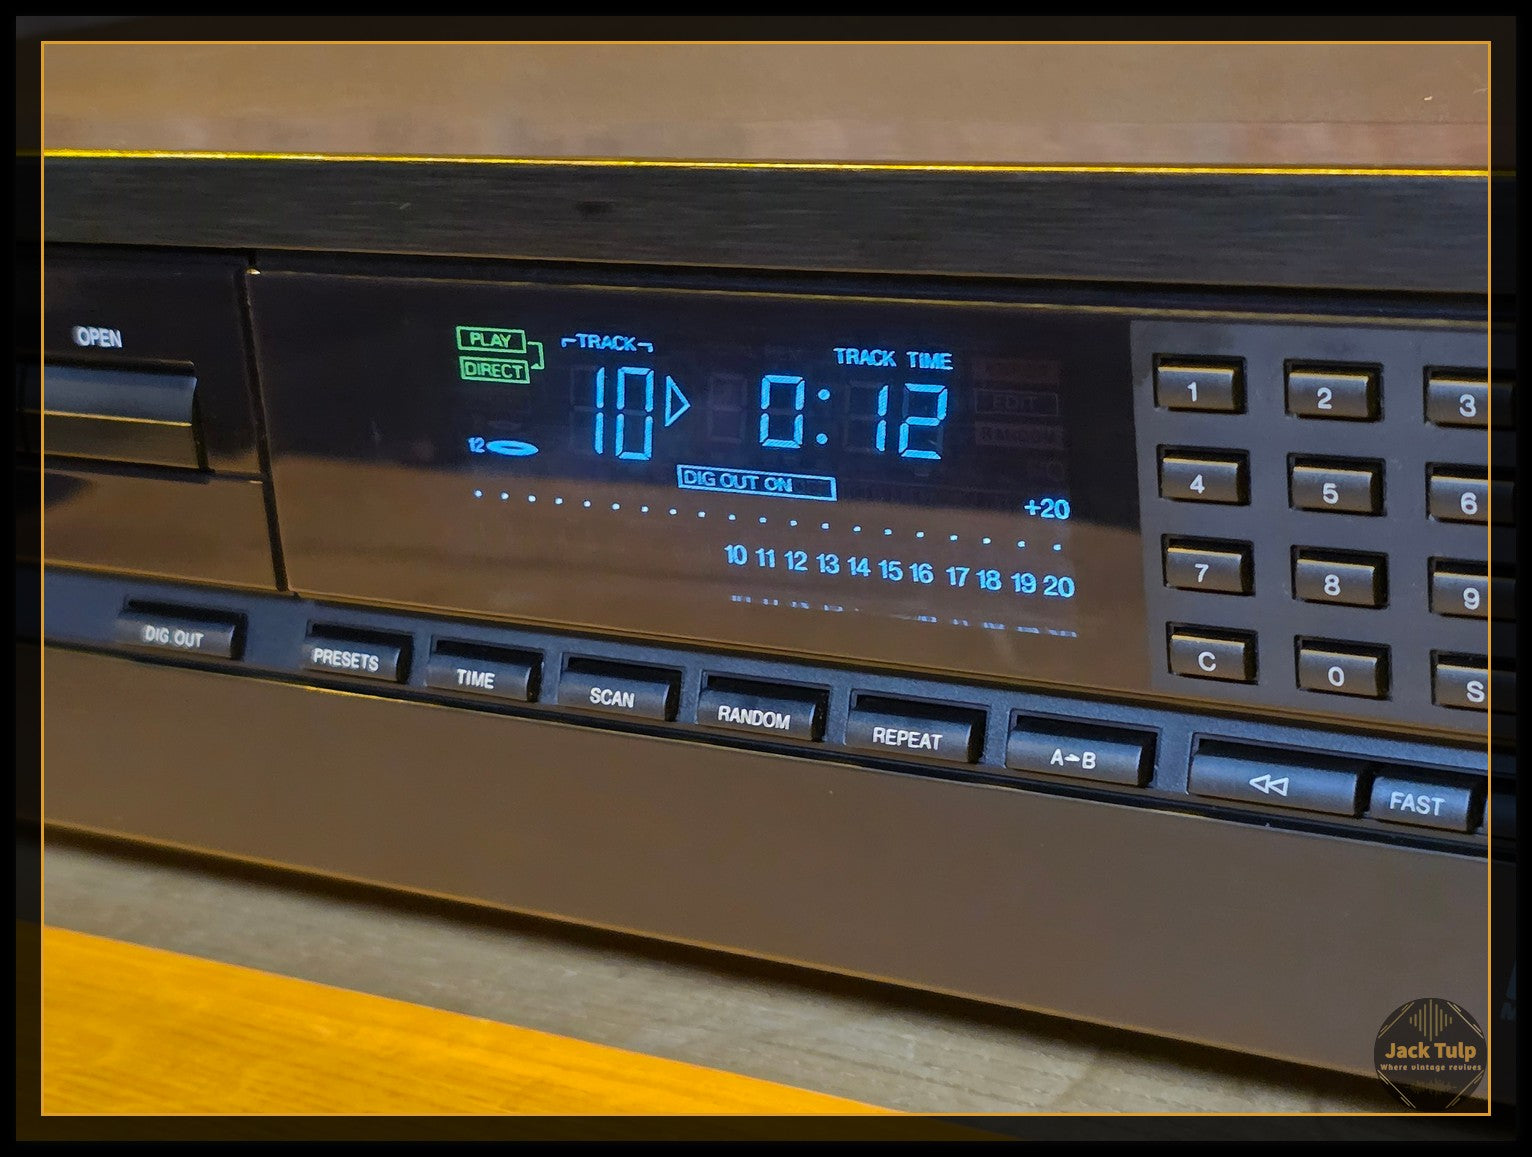 OPEN
PLAY
DIRECT
TRACK
TRACK TIME
10 0:12
12
DIG OUT ON
+20
10 11 12 13 14 15 16 17 18 19 20
1 2 3
4 5 6
7 8 9
C 0 S
DIG OUT
PRESETS
TIME
SCAN
RANDOM
REPEAT
A B
FAST
Jack Tulp
Where vintage revives